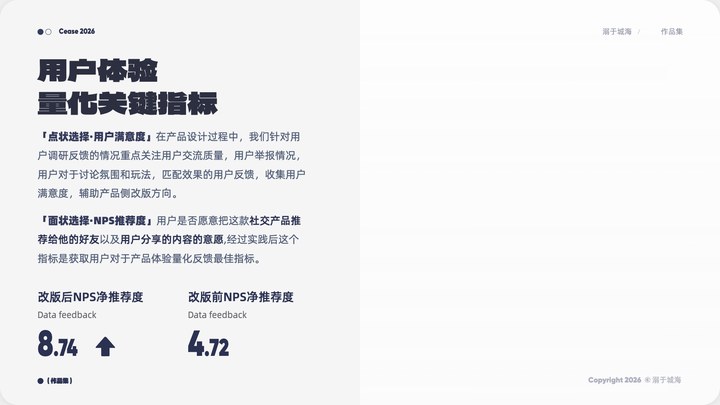 Cease 2026
溺于城海 / 作品集
用户体验
量化关键指标
「点状选择·用户满意度」在产品设计过程中，我们针对用
户调研反馈的情况重点关注用户交流质量，用户举报情况，
用户对于讨论氛围和玩法，匹配效果的用户反馈，收集用户
满意度，辅助产品侧改版方向。
「面状选择·NPS推荐度」用户是否愿意把这款社交产品推
荐给他的好友以及用户分享的内容的意愿,经过实践后这个
指标是获取用户对于产品体验量化反馈最佳指标。
改版后NPS净推荐度 改版前NPS净推荐度
Data feedback Data feedback
8.74 4.72
(作品集)
Copyright 2026 ® 溺于城海